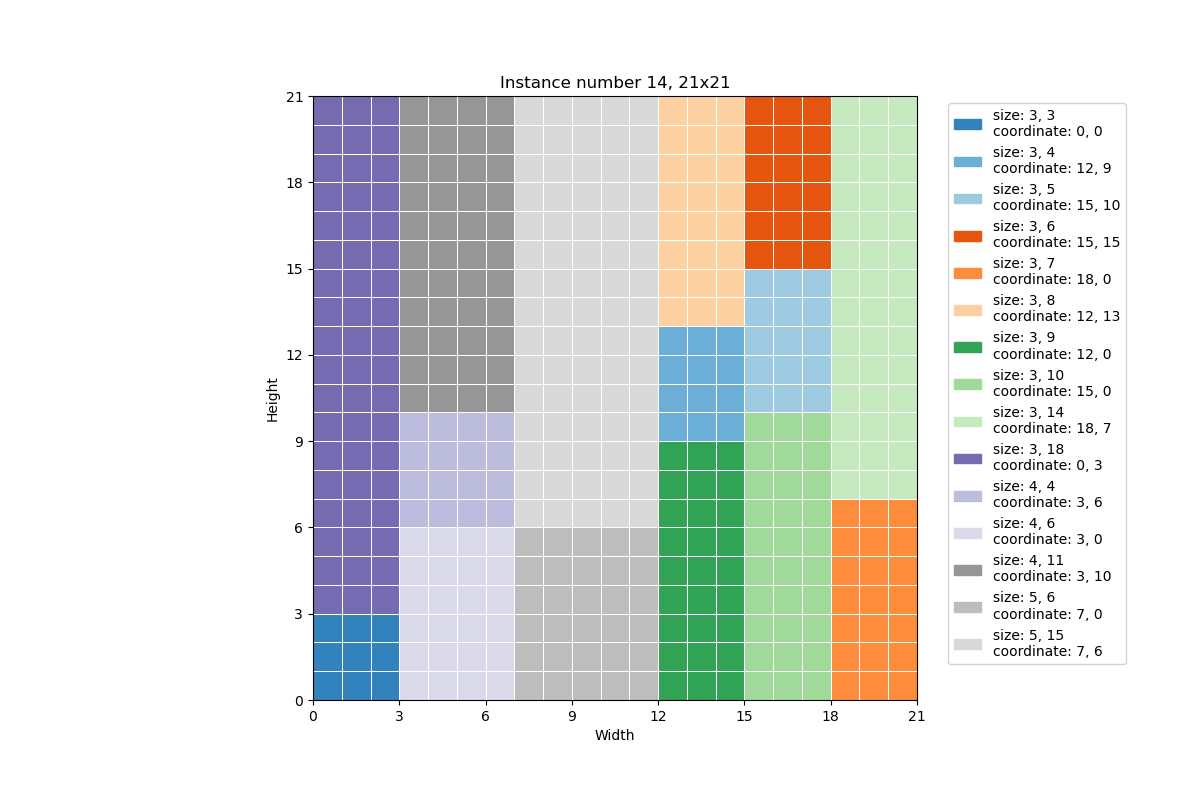 Instance number 14, 21x21
21
18
15
12
9
6
3
0
Height
0 3 6 9 12 15 18 21
Width
size: 3, 3
coordinate: 0, 0
size: 3, 4
coordinate: 12, 9
size: 3, 5
coordinate: 15, 10
size: 3, 6
coordinate: 15, 15
size: 3, 7
coordinate: 18, 0
size: 3, 8
coordinate: 12, 13
size: 3, 9
coordinate: 12, 0
size: 3, 10
coordinate: 15, 0
size: 3, 14
coordinate: 18, 7
size: 3, 18
coordinate: 0, 3
size: 4, 4
coordinate: 3, 6
size: 4, 6
coordinate: 3, 0
size: 4, 11
coordinate: 3, 10
size: 5, 6
coordinate: 7, 0
size: 5, 15
coordinate: 7, 6